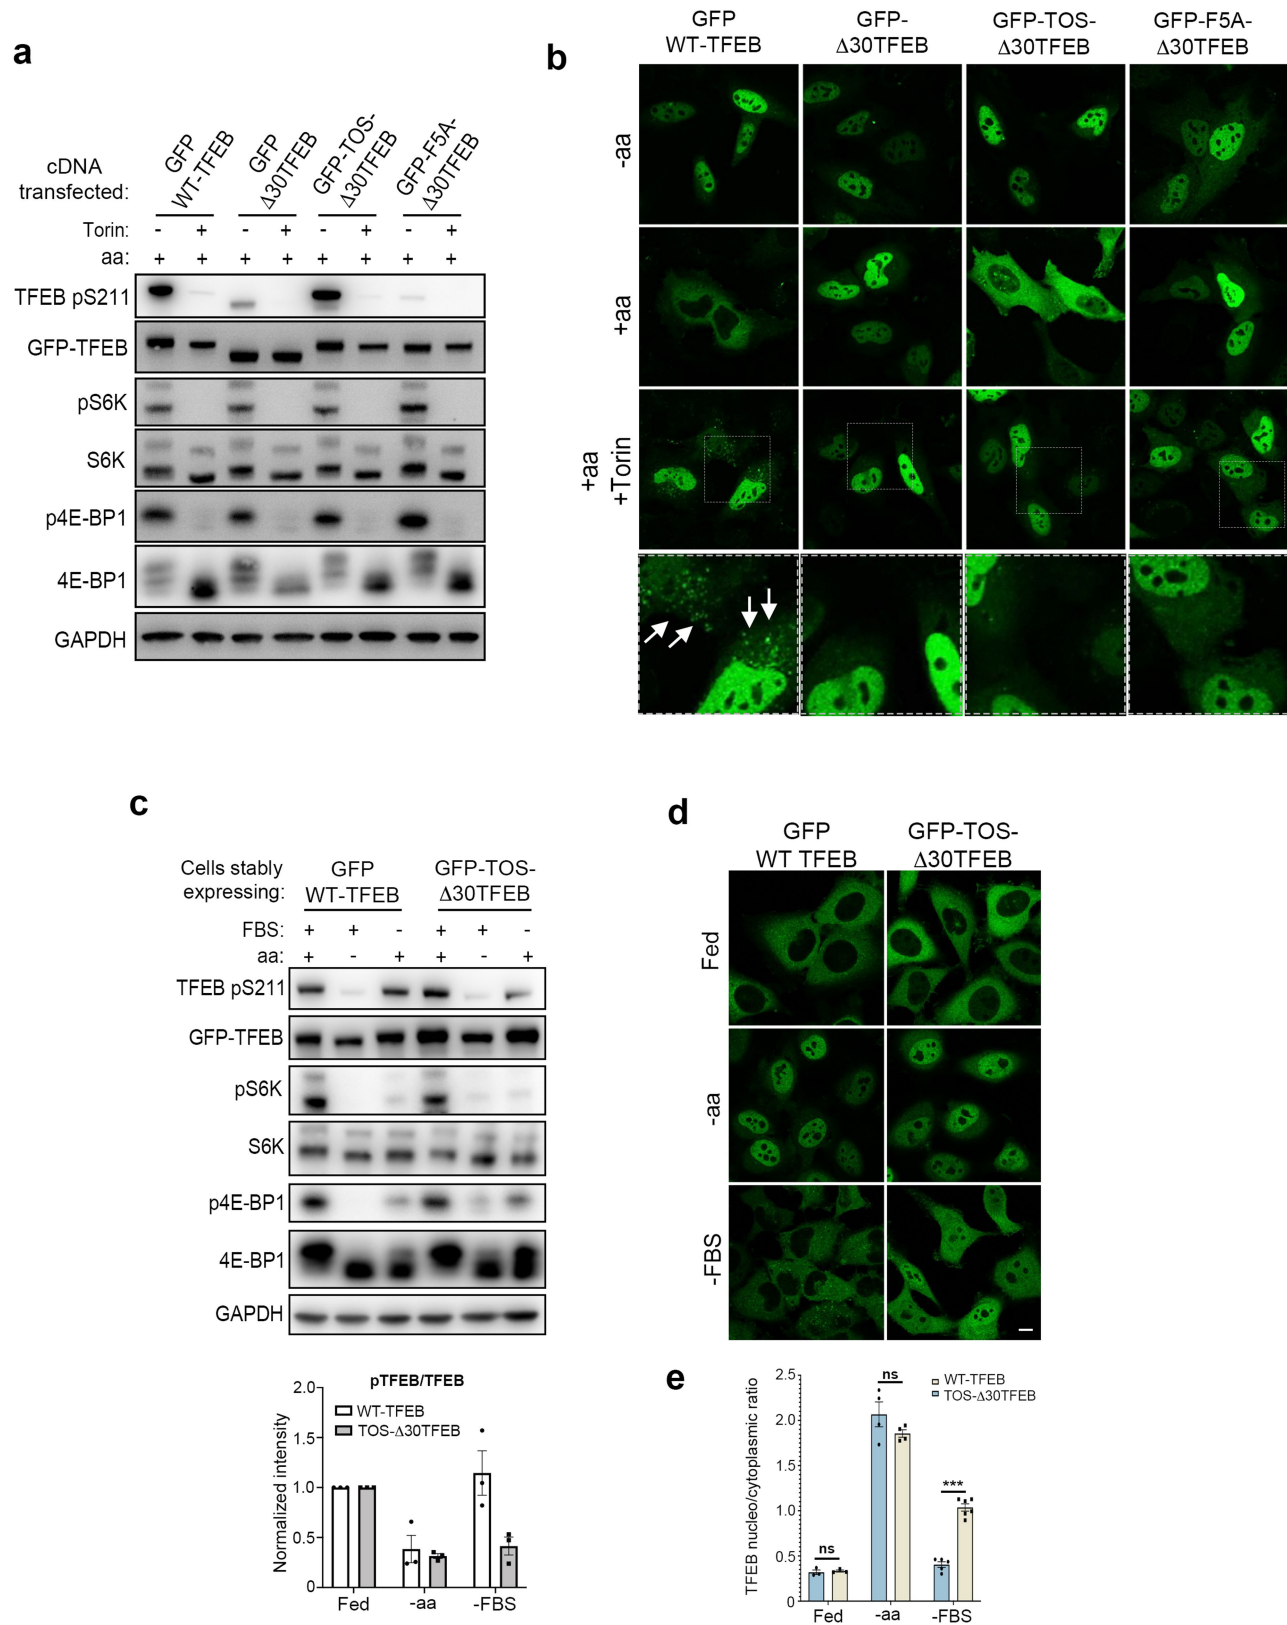 a
cDNA
transfected:
GFP
WT-TFEB
GFP
Δ30TFEB
GFP-TOS-
Δ30TFEB
GFP-F5A-
Δ30TFEB
Torin: - + - + - + - +
aa: + + + + + + + +
TFEB pS211
GFP-TFEB
pS6K
S6K
p4E-BP1
4E-BP1
GAPDH
b
GFP
WT-TFEB
GFP-
Δ30TFEB
GFP-TOS-
Δ30TFEB
GFP-F5A-
Δ30TFEB
-aa
+aa
+aa
+Torin
c
Cells stably
expressing:
GFP
WT-TFEB
GFP-TOS-
Δ30TFEB
FBS: + + - + + -
aa: + - + + - +
TFEB pS211
GFP-TFEB
pS6K
S6K
p4E-BP1
4E-BP1
GAPDH
pTFEB/TFEB
Normalized intensity
2.0
1.5
1.0
0.5
0
WT-TFEB
TOS-Δ30TFEB
Fed -aa -FBS
d
GFP
WT TFEB
GFP-TOS-
Δ30TFEB
Fed
-aa
-FBS
e
TFEB nucleo/cytoplasmic ratio
2.5
2.0
1.5
1.0
0.5
0
ns
ns
***
WT-TFEB
TOS-Δ30TFEB
Fed -aa -FBS